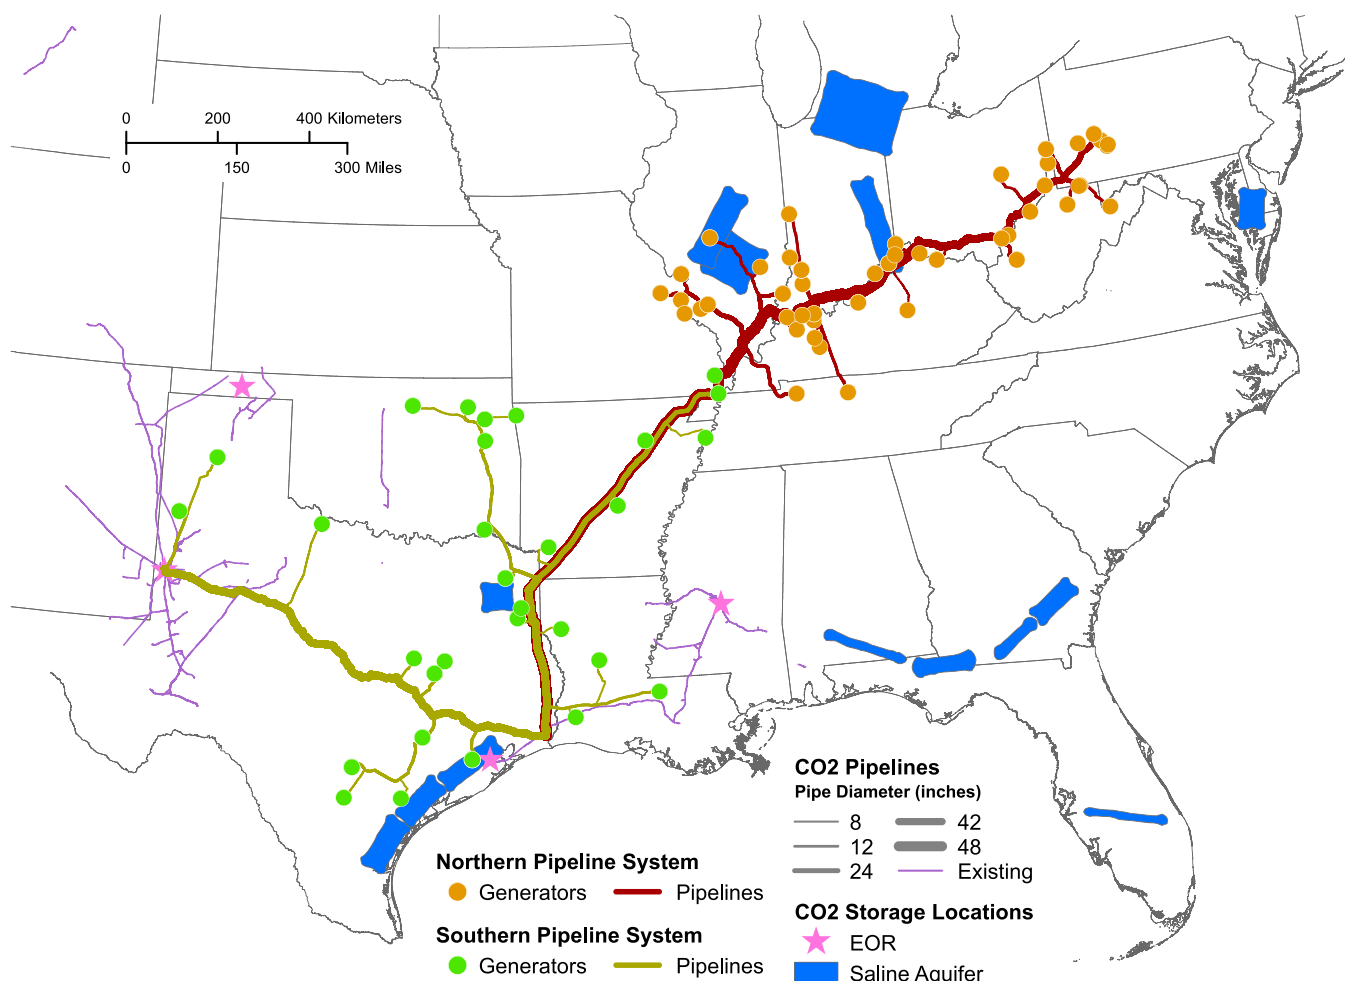 0 200 400 Kilometers
0 150 300 Miles
CO2 Pipelines
Pipe Diameter (inches)
8 42
12 48
24 Existing
Northern Pipeline System
Generators Pipelines
CO2 Storage Locations
EOR
Southern Pipeline System
Generators Pipelines
Saline Aquifer